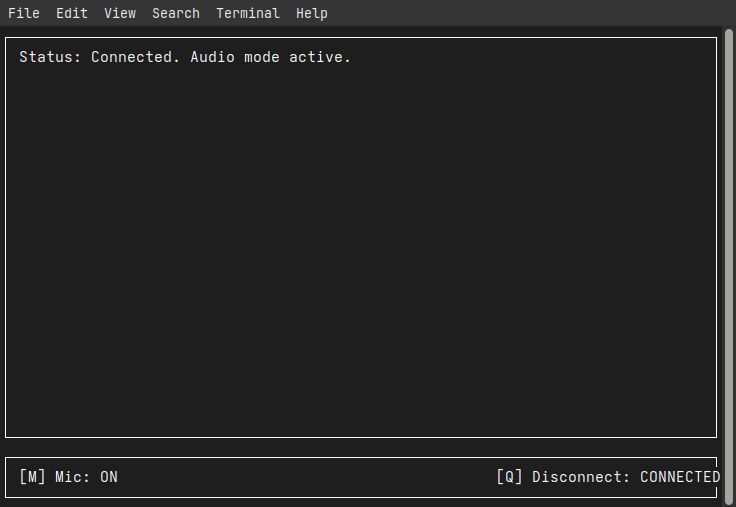 File Edit View Search Terminal Help
Status: Connected. Audio mode active.
[M] Mic: ON [Q] Disconnect: CONNECTED